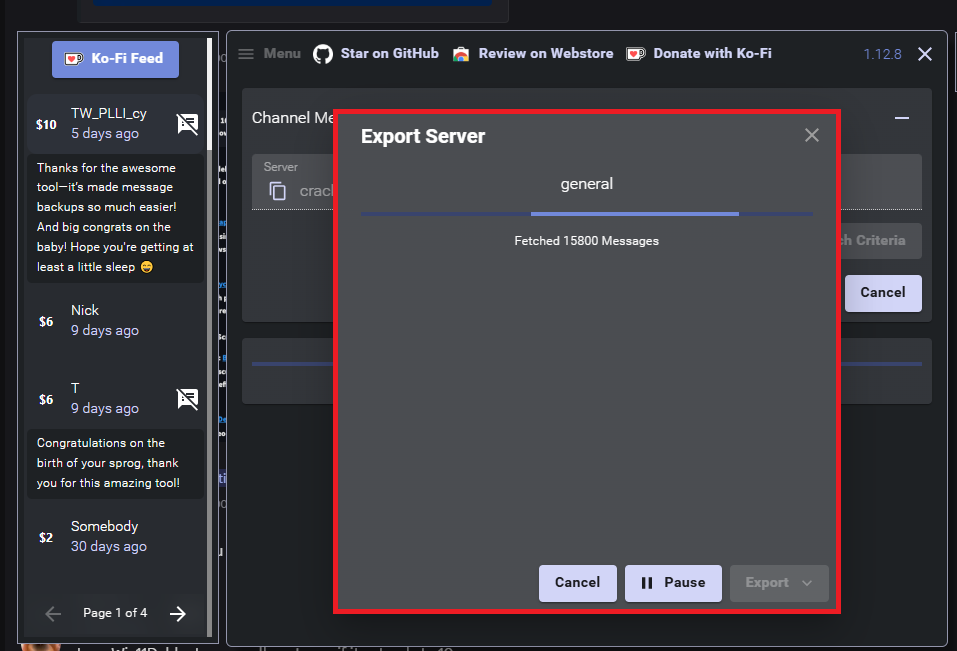 Ko-Fi Feed
$10
TW_PLLI_cy
5 days ago
Thanks for the awesome
tool—it's made message
backups so much easier!
And big congrats on the
baby! Hope you're getting at
least a little sleep 😄
$6
Nick
9 days ago
$6
T
9 days ago
Congratulations on the
birth of your sprog, thank
you for this amazing tool!
$2
Somebody
30 days ago
Page 1 of 4
Menu
Star on GitHub
Review on Webstore
Donate with Ko-Fi
1.12.8
Channel Me
Server
crac
ch Criteria
Cancel
Export Server
general
Fetched 15800 Messages
Cancel
Pause
Export